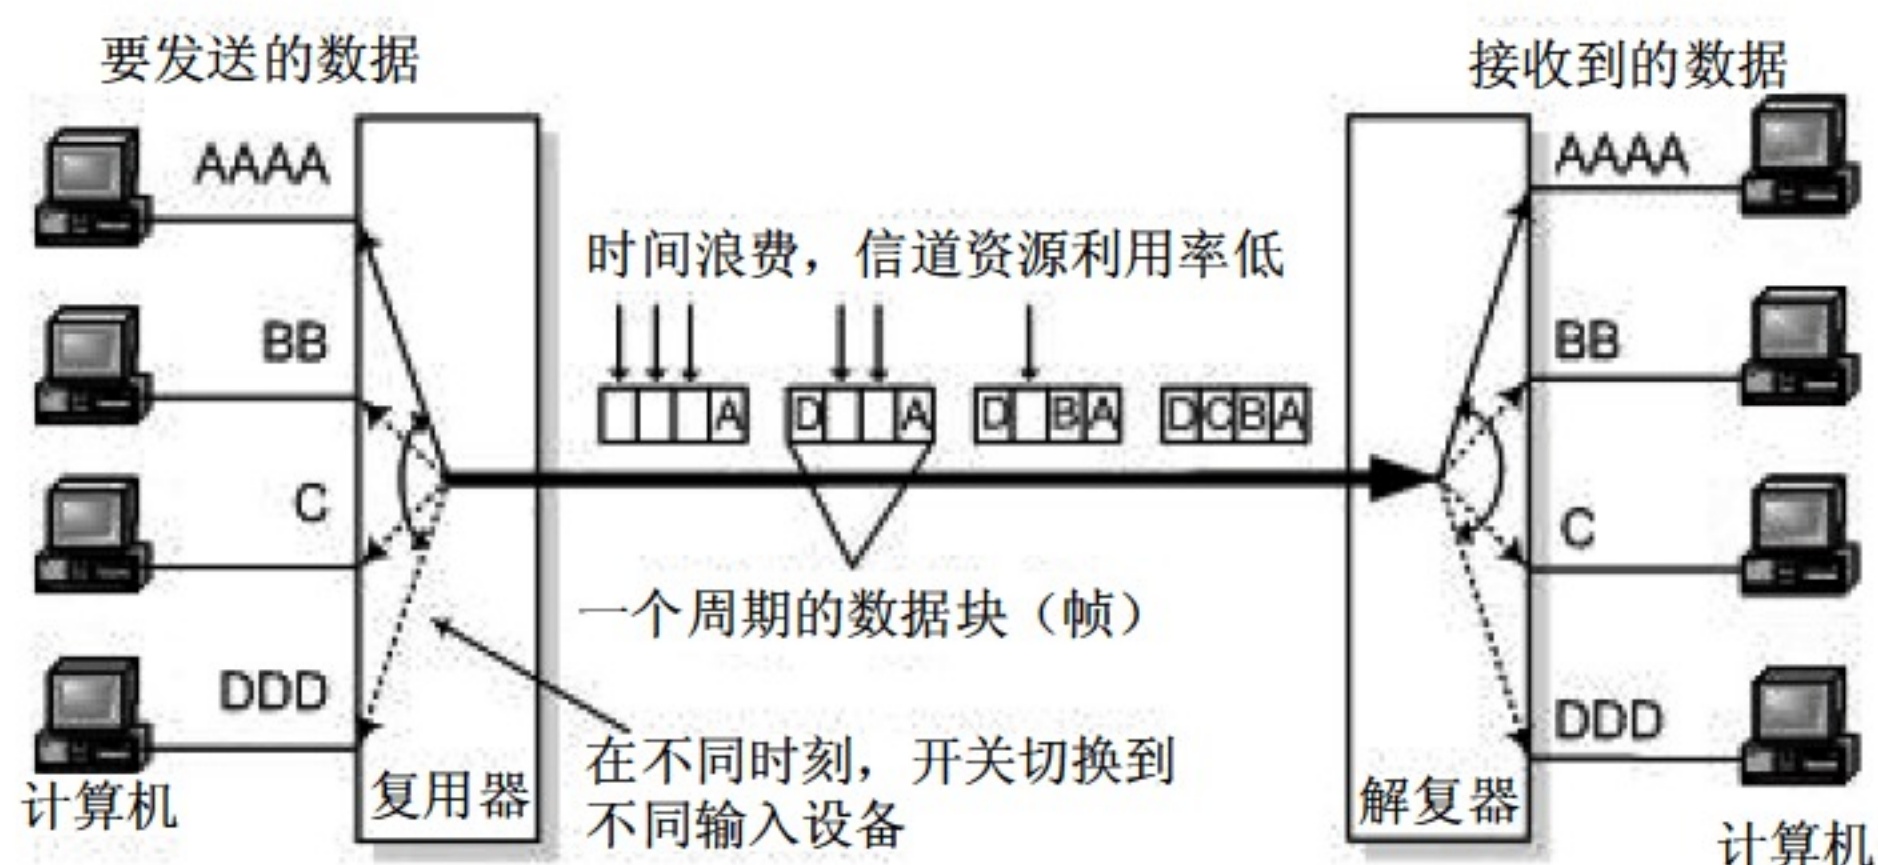 要发送的数据
接收到的数据
AAAA
AAAA
时间浪费，信道资源利用率低
BB
BB
A
D A
D B A
D C B A
C
C
一个周期的数据块（帧）
DDD
DDD
在不同时刻，开关切换到
不同输入设备
计算机
复用器
解复器
计算机